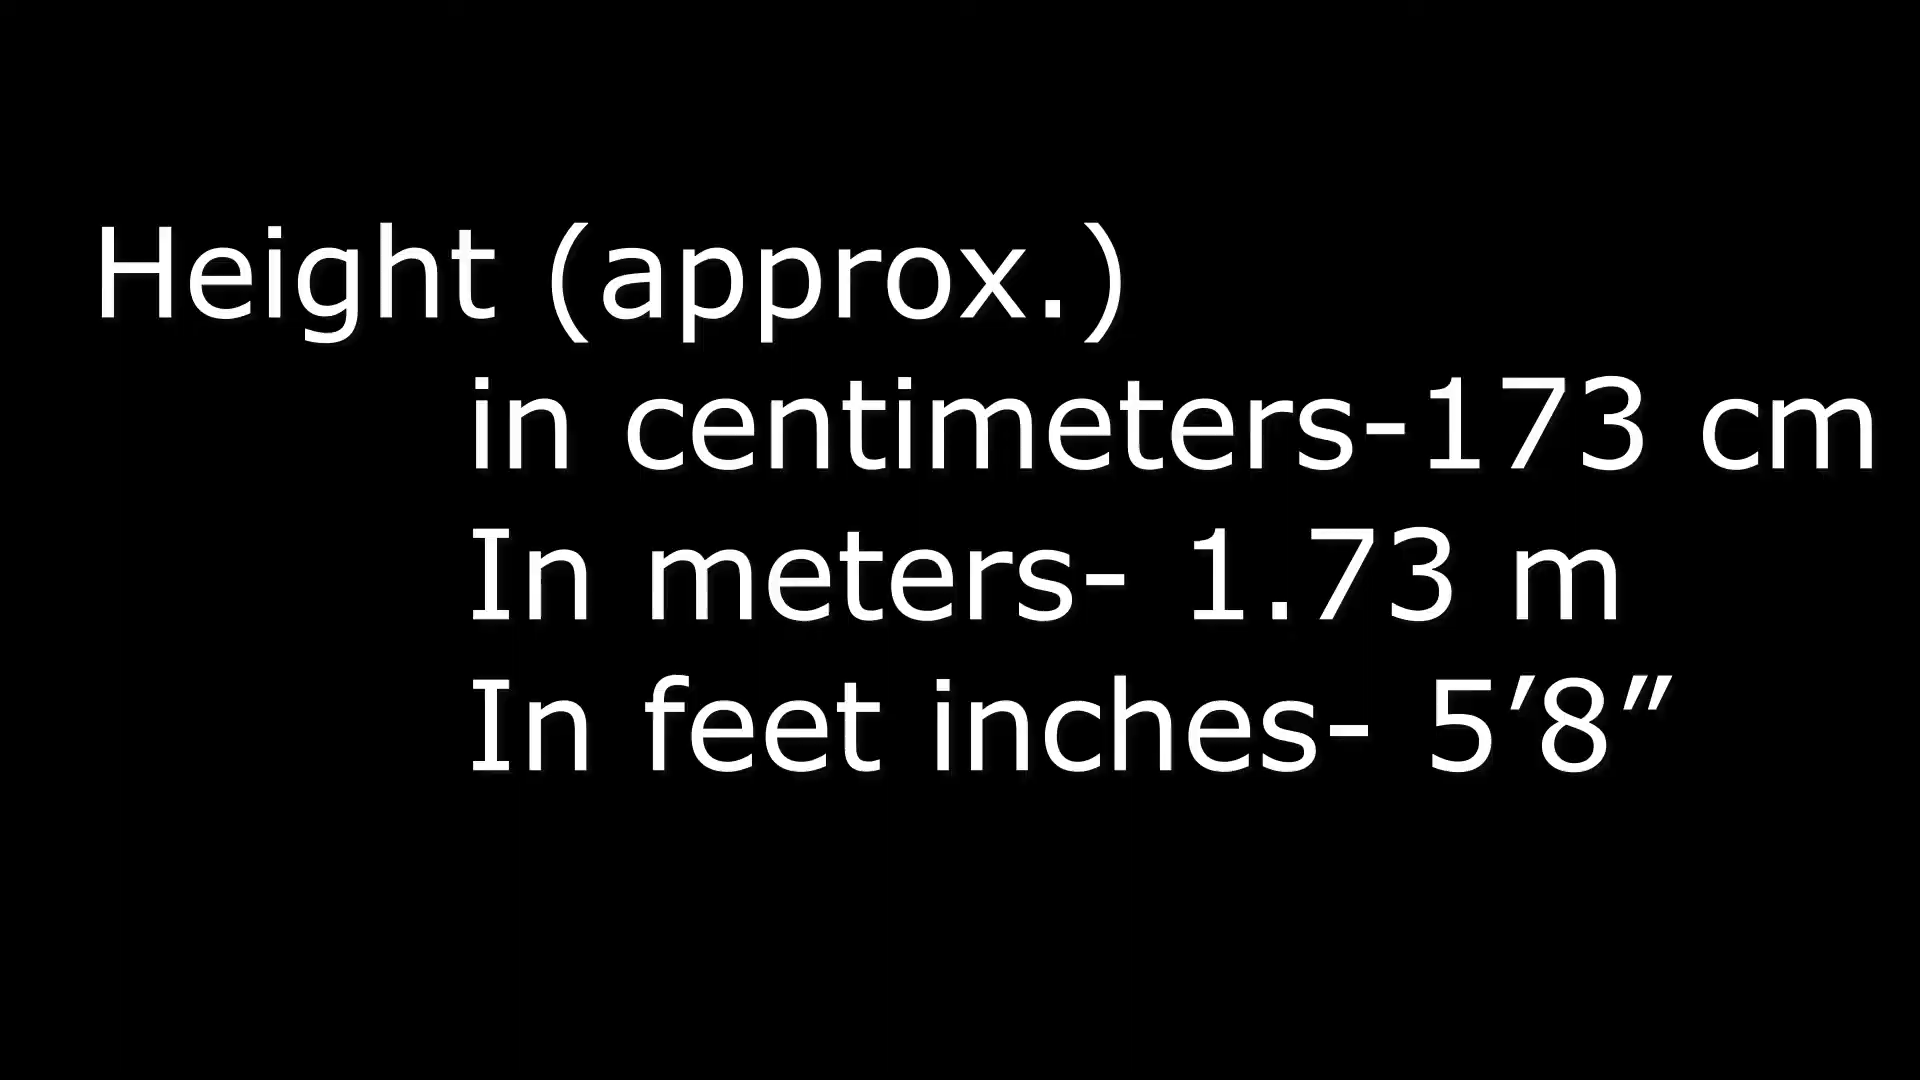 Height (approx.)
in centimeters-173 cm
In meters- 1.73 m
In feet inches- 5’8”